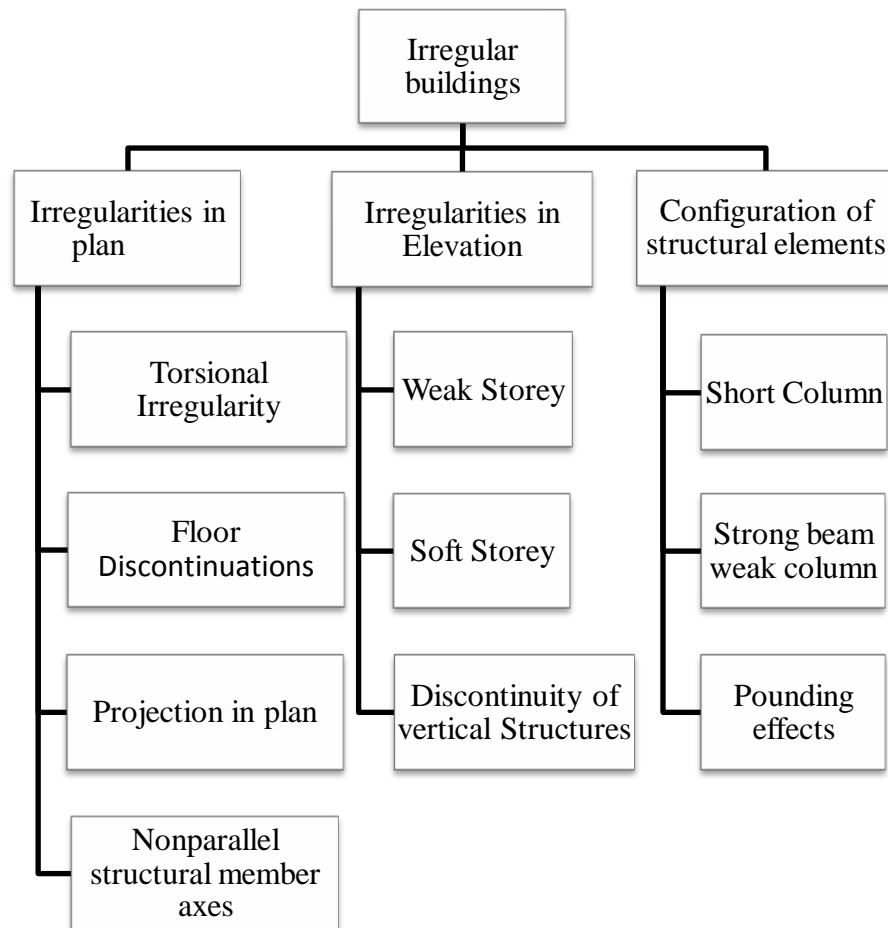 Irregular
buildings
Irregularities in
plan
Torsional
Irregularity
Floor
Discontinuations
Projection in plan
Nonparallel
structural member
axes
Irregularities in
Elevation
Weak Storey
Soft Storey
Discontinuity of
vertical Structures
Configuration of
structural elements
Short Column
Strong beam
weak column
Pounding
effects